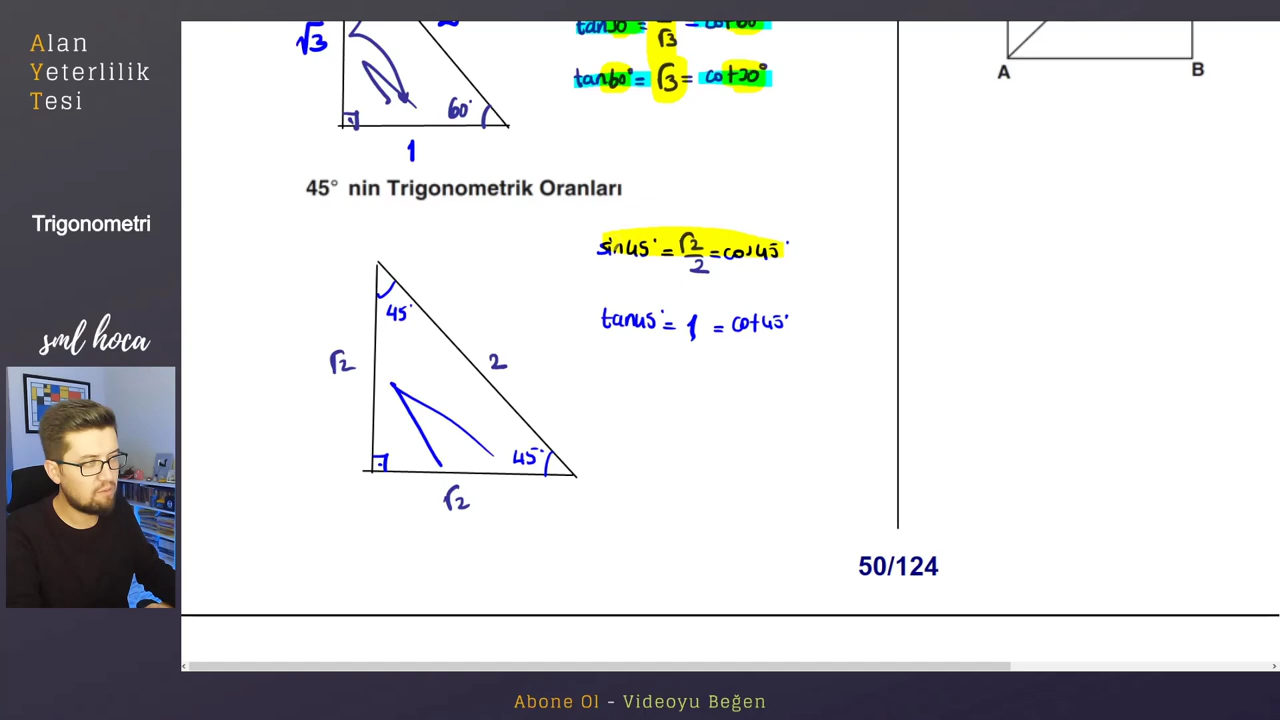 Alan
Yeterlilik
Tesi
Trigonometri
sml hoca
√3
1
60°
tan30° =
√3
tan60° = √3 = cot30°
A
B
45° nin Trigonometrik Oranları
45°
√2
2
45°
√2
sin45° = √2/2 = cos45°
tan45° = 1 = cot45°
50/124
Abone Ol - Videoyu Beğen